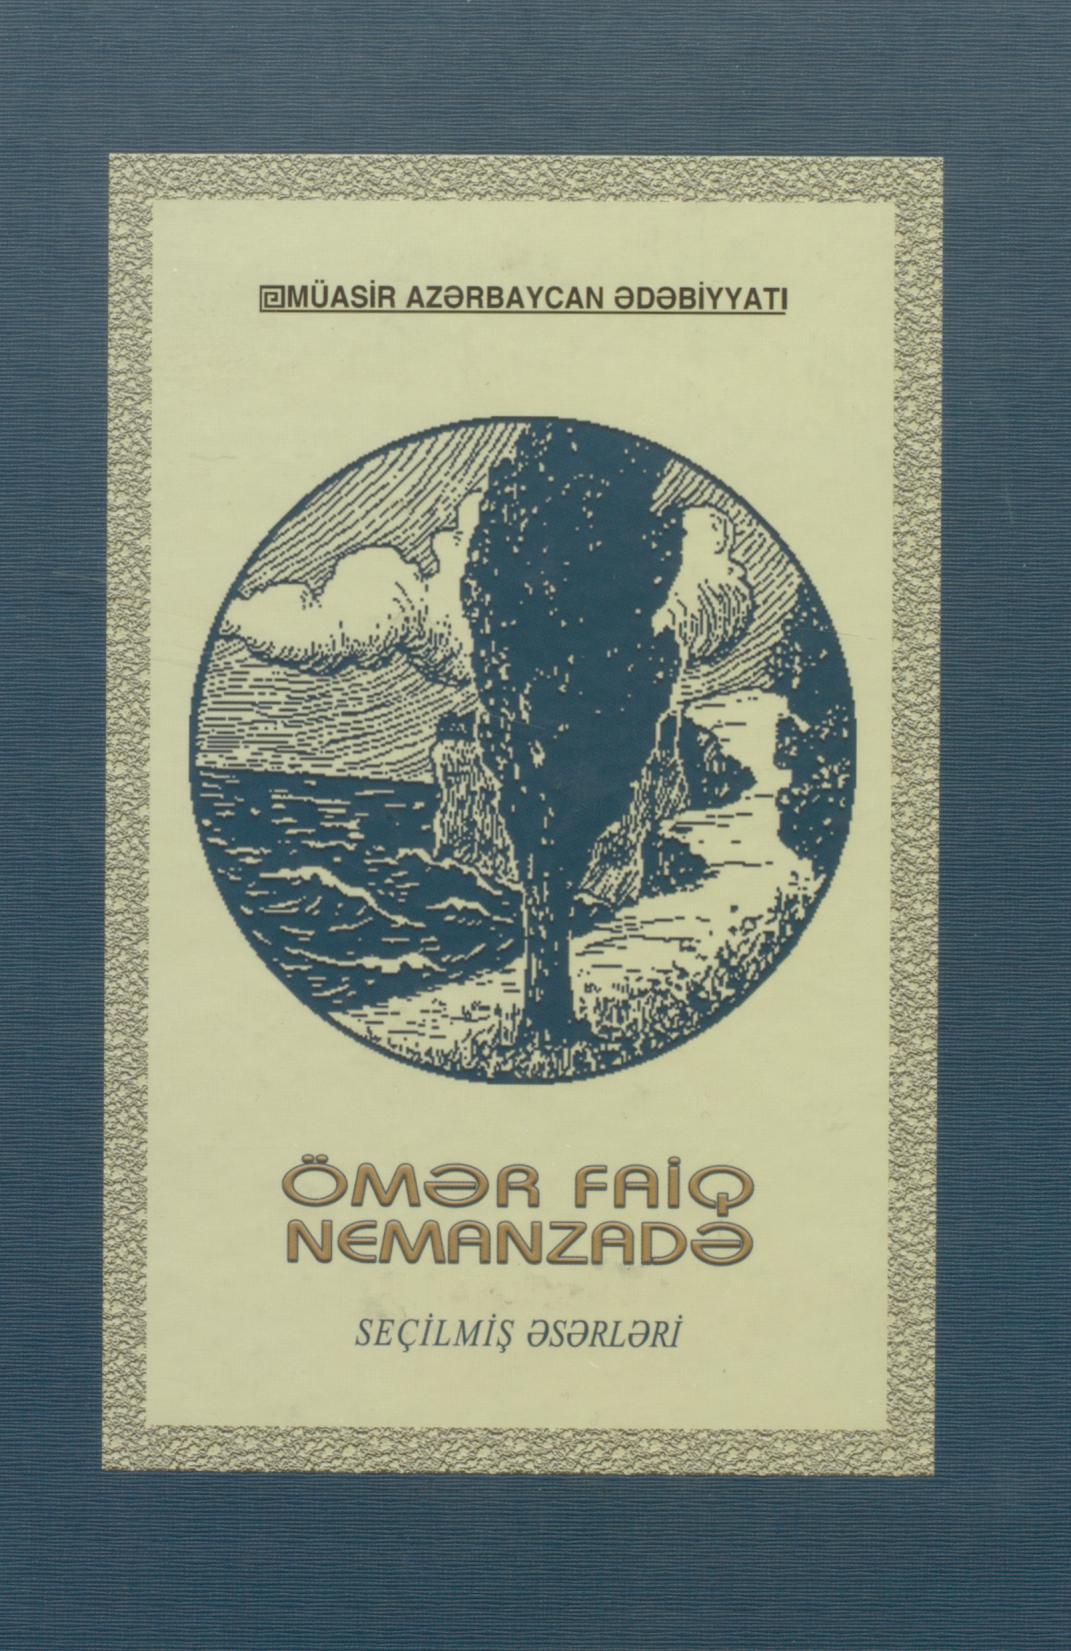 MÜASİR AZƏRBAYCAN ƏDƏBİYYATI
ÖMƏR FAİQ
NEMANZADƏ
SEÇİLMİŞ ƏSƏRLƏRİ